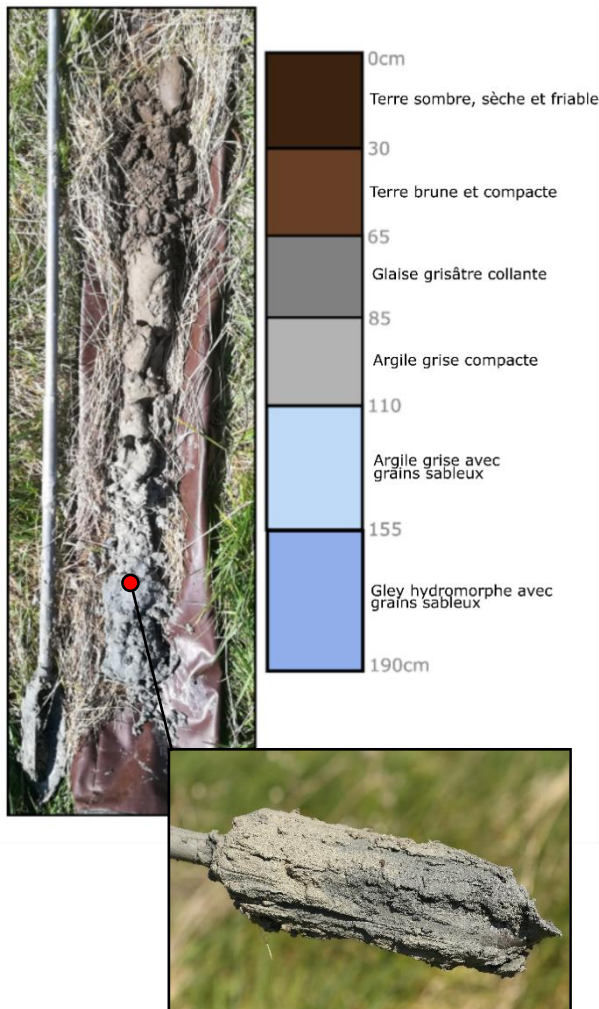 0cm
Terre sombre, sèche et friable
30
Terre brune et compacte
65
Glaise grisâtre collante
85
Argile grise compacte
110
Argile grise avec
grains sableux
155
Gley hydromorphe avec
grains sableux
190cm